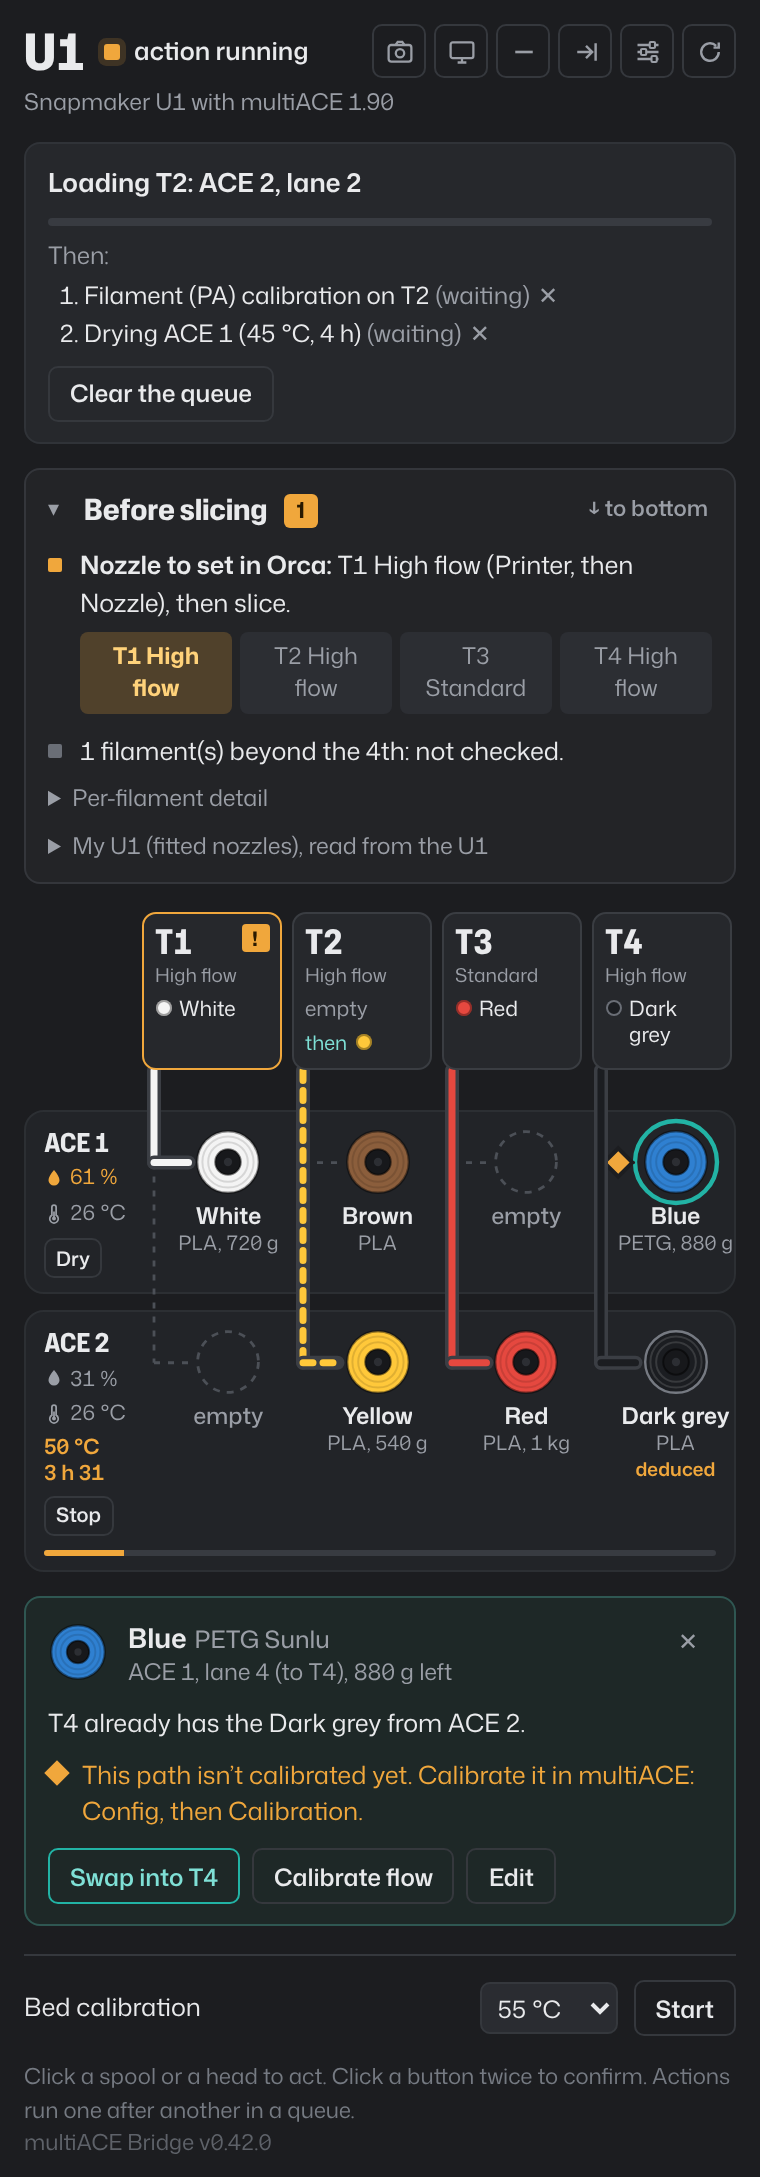 U1 action running
Snapmaker U1 with multiACE 1.90
Loading T2: ACE 2, lane 2
Then:
1. Filament (PA) calibration on T2 (waiting) ✕
2. Drying ACE 1 (45 °C, 4 h) (waiting) ✕
Clear the queue
▼ Before slicing 1 ↓ to bottom
Nozzle to set in Orca: T1 High flow (Printer, then
Nozzle), then slice.
T1 High T2 High T3 T4 High
flow flow Standard flow
1 filament(s) beyond the 4th: not checked.
▶ Per-filament detail
▶ My U1 (fitted nozzles), read from the U1
T1 ! T2 T3 T4
High flow High flow Standard High flow
White empty Red Dark
then grey
ACE 1
61 %
26 °C
White Brown empty Blue
PLA, 720 g PLA PETG, 880 g
Dry
ACE 2
31 %
26 °C
empty Yellow Red Dark grey
50 °C PLA, 540 g PLA, 1 kg PLA
3 h 31 deduced
Stop
Blue PETG Sunlu ✕
ACE 1, lane 4 (to T4), 880 g left
T4 already has the Dark grey from ACE 2.
This path isn't calibrated yet. Calibrate it in multiACE:
Config, then Calibration.
Swap into T4 Calibrate flow Edit
Bed calibration 55 °C Start
Click a spool or a head to act. Click a button twice to confirm. Actions
run one after another in a queue.
multiACE Bridge v0.42.0